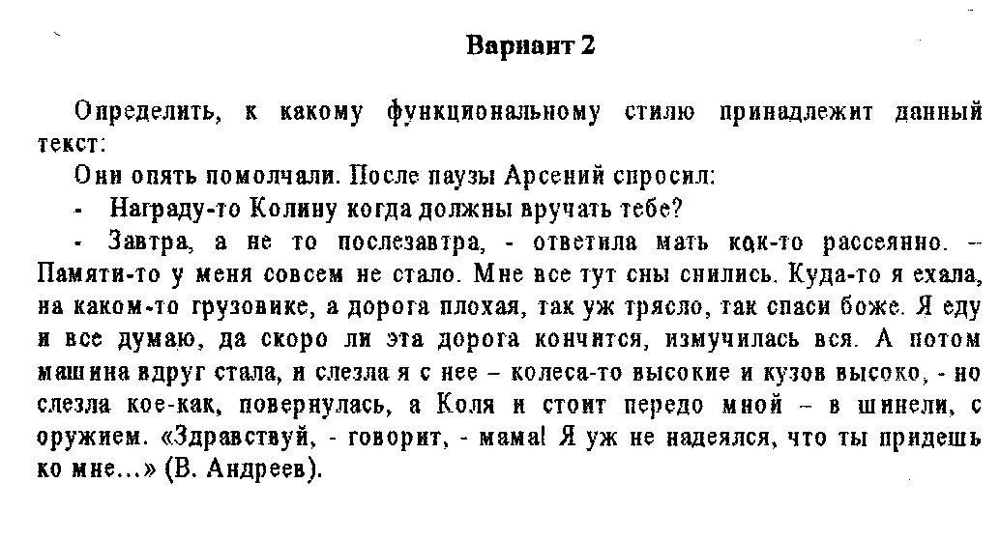 Вариант 2
Определить, к какому функциональному стилю принадлежит данный
текст:
Они опять помолчали. После паузы Арсений спросил:
- Награду-то Колину когда должны вручать тебе?
- Завтра, а не то послезавтра, - ответила мать как-то рассеянно. –
Памяти-то у меня совсем не стало. Мне все тут сны снились. Куда-то я ехала,
на каком-то грузовике, а дорога плохая, так уж трясло, так спаси боже. Я еду
и все думаю, да скоро ли эта дорога кончится, измучилась вся. А потом
машина вдруг стала, и слезла я с нее – колеса-то высокие и кузов высоко, - но
слезла кое-как, повернулась, а Коля и стоит передо мной – в шинели, с
оружием. «Здравствуй, - говорит, - мама! Я уж не надеялся, что ты придешь
ко мне...» (В. Андреев).